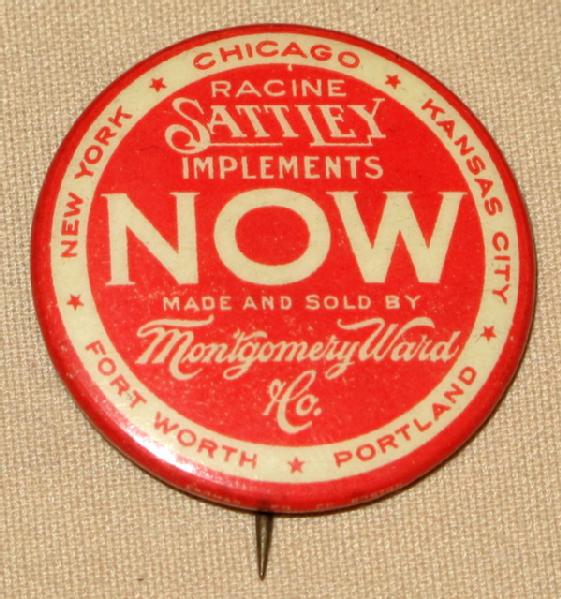 CHICAGO ★ KANSAS CITY ★ PORTLAND ★ FORT WORTH ★ NEW YORK ★
RACINE
SATTLEY
IMPLEMENTS
NOW
MADE AND SOLD BY
Montgomery Ward
& Co.